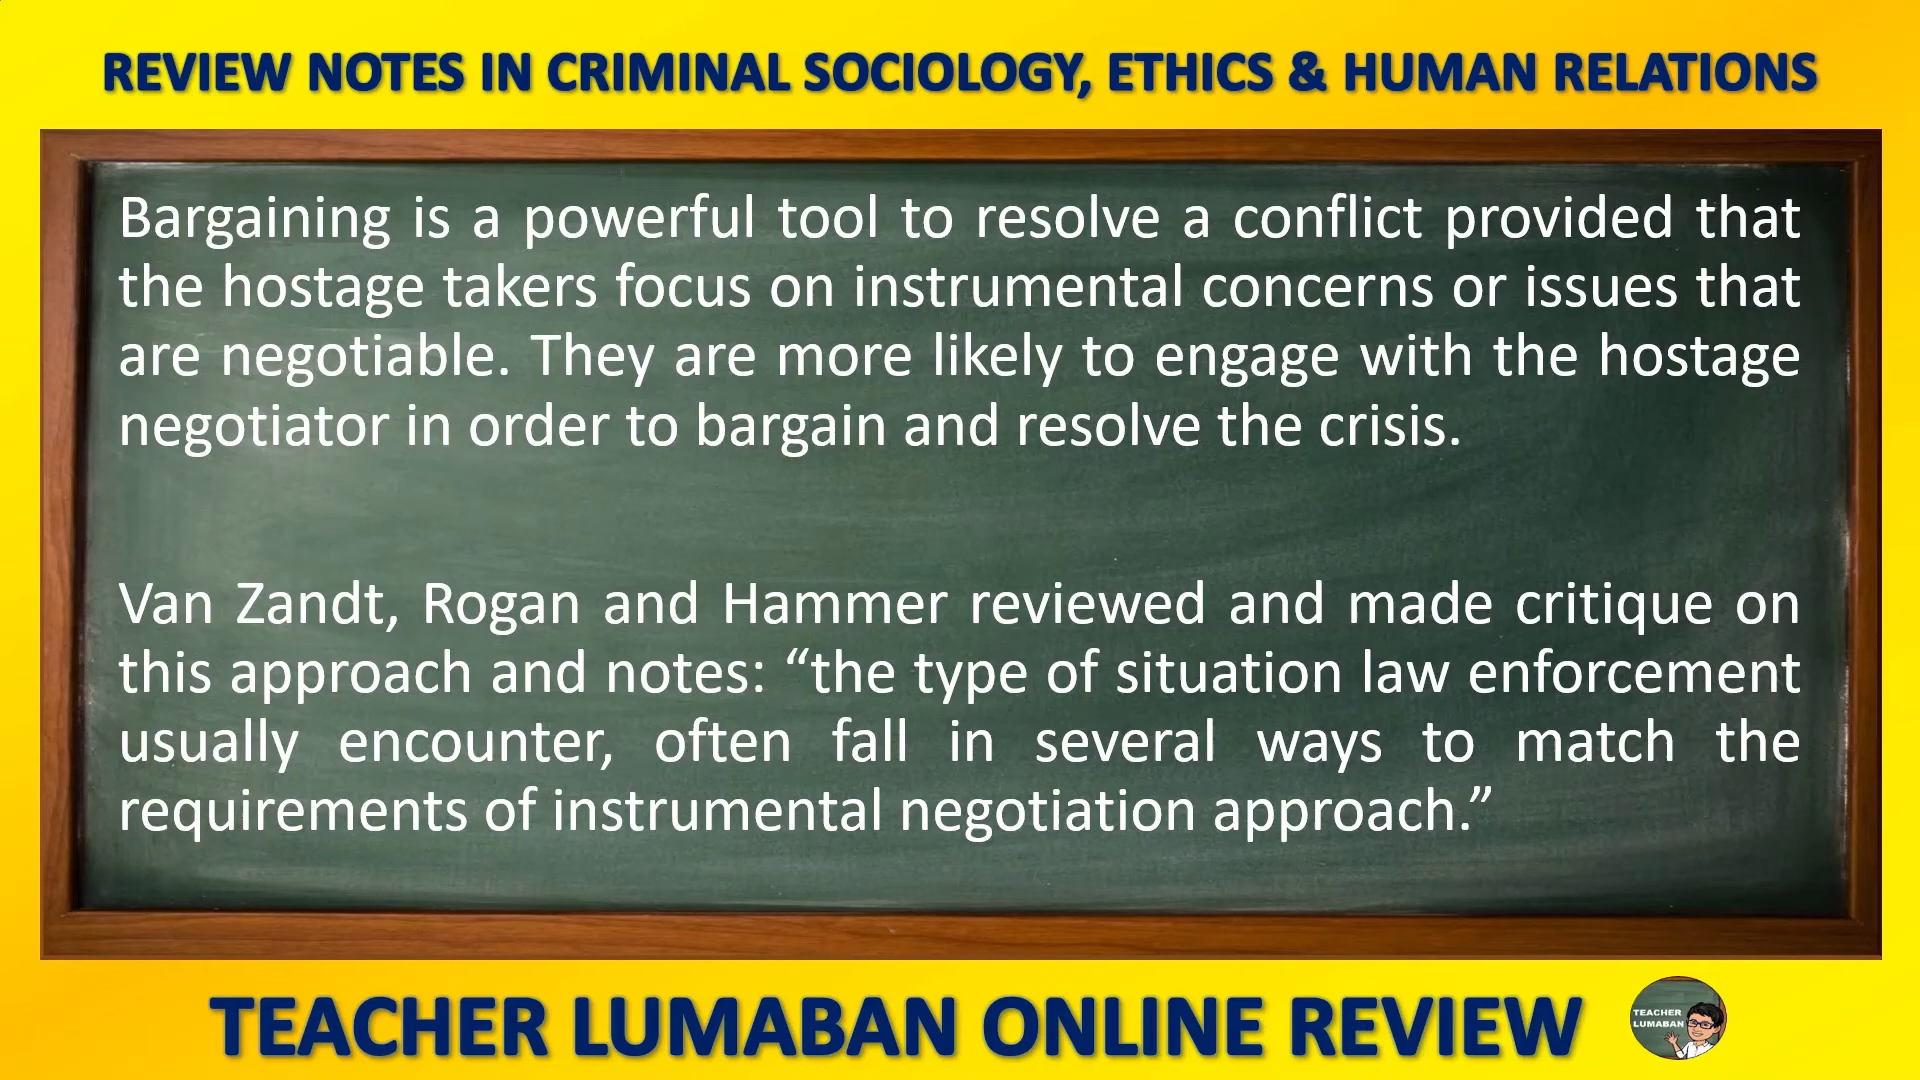 REVIEW NOTES IN CRIMINAL SOCIOLOGY, ETHICS & HUMAN RELATIONS
Bargaining is a powerful tool to resolve a conflict provided that
the hostage takers focus on instrumental concerns or issues that
are negotiable. They are more likely to engage with the hostage
negotiator in order to bargain and resolve the crisis.
Van Zandt, Rogan and Hammer reviewed and made critique on
this approach and notes: “the type of situation law enforcement
usually encounter, often fall in several ways to match the
requirements of instrumental negotiation approach.”
TEACHER LUMABAN ONLINE REVIEW
TEACHER
LUMABAN